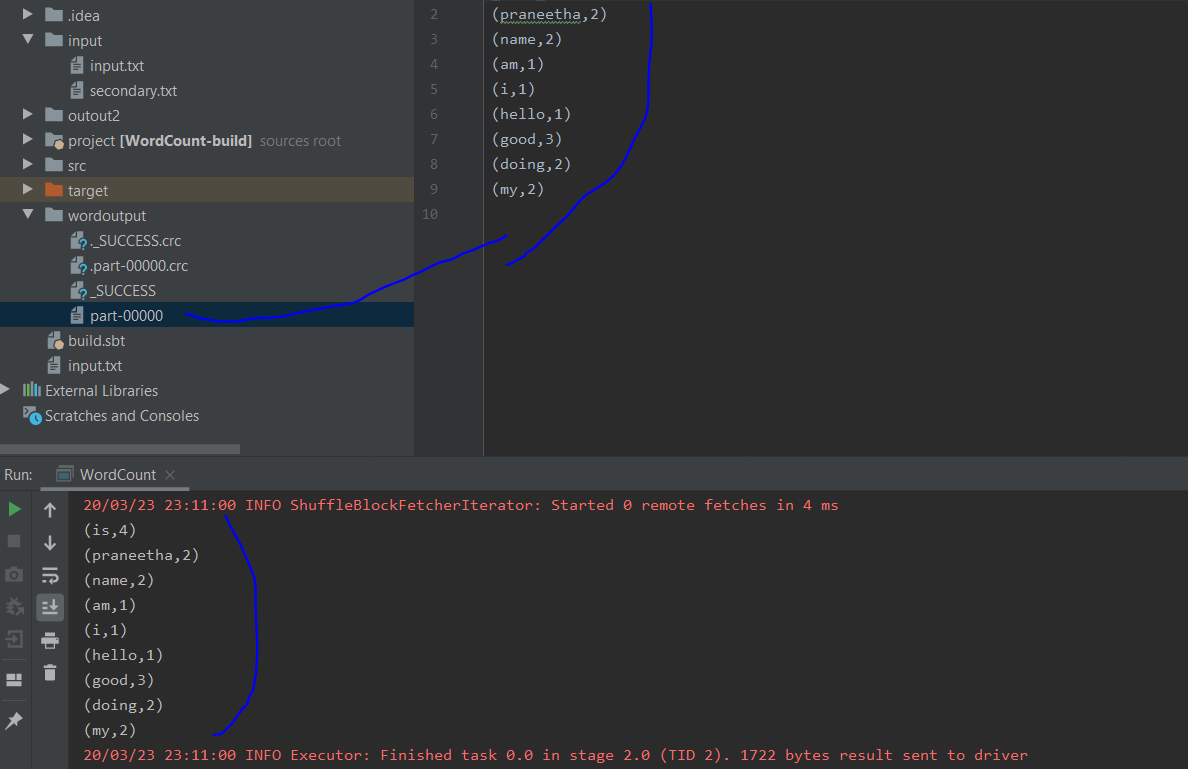 .idea
input
input.txt
secondary.txt
outout2
project [WordCount-build] sources root
src
target
wordoutput
._SUCCESS.crc
.part-00000.crc
_SUCCESS
part-00000
build.sbt
input.txt
External Libraries
Scratches and Consoles
2 (praneetha,2)
3 (name,2)
4 (am,1)
5 (i,1)
6 (hello,1)
7 (good,3)
8 (doing,2)
9 (my,2)
10
Run: WordCount
20/03/23 23:11:00 INFO ShuffleBlockFetcherIterator: Started 0 remote fetches in 4 ms
(is,4)
(praneetha,2)
(name,2)
(am,1)
(i,1)
(hello,1)
(good,3)
(doing,2)
(my,2)
20/03/23 23:11:00 INFO Executor: Finished task 0.0 in stage 2.0 (TID 2). 1722 bytes result sent to driver